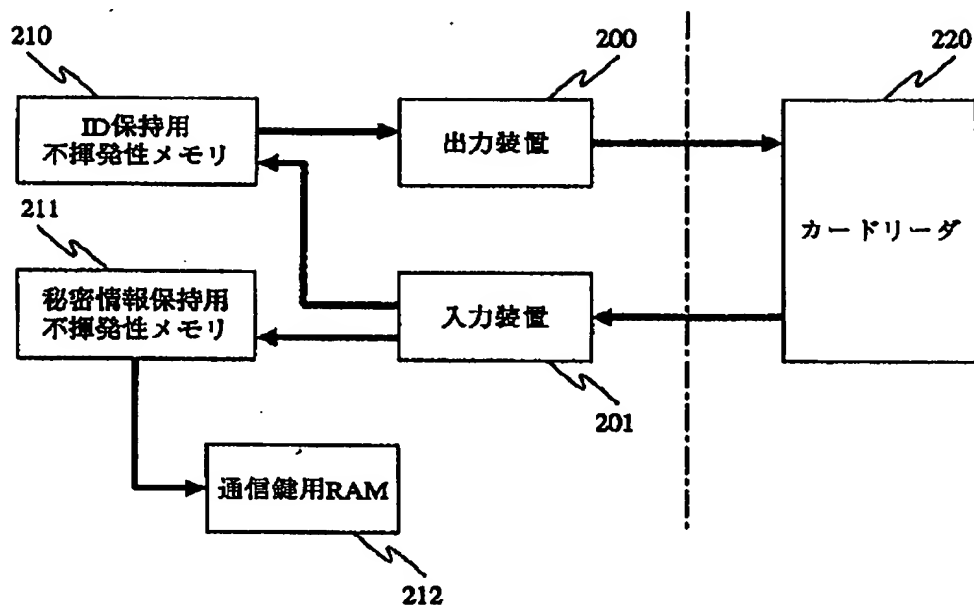 210
200
220
ID保持用
不揮発性メモリ
出力装置
211
カードリーダ
秘密情報保持用
不揮発性メモリ
入力装置
201
通信鍵用RAM
212